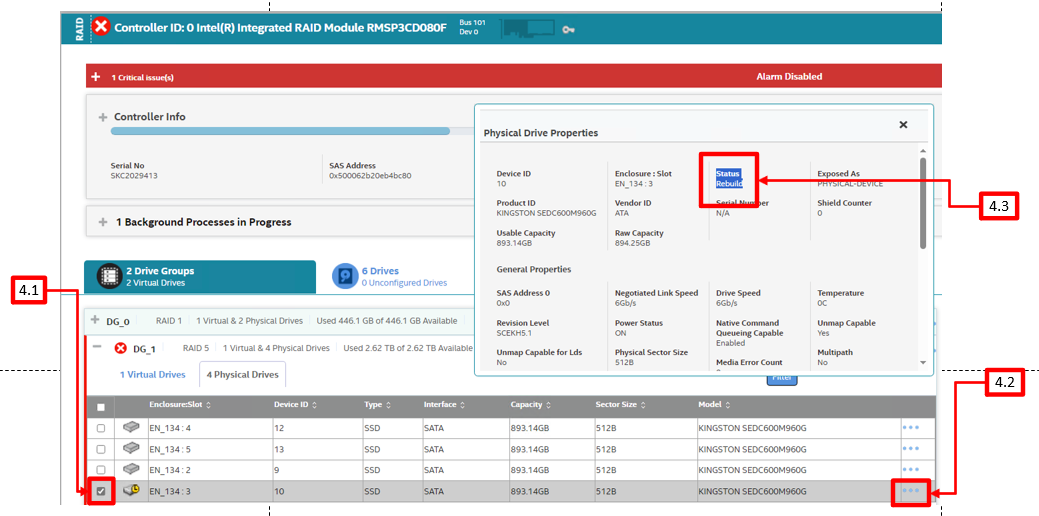 RAID
Controller ID: 0 Intel(R) Integrated RAID Module RMSP3CD080F
Bus 101
Dev 0
1 Critical issue(s)
Alarm Disabled
Controller Info
Serial No
SKC2029413
SAS Address
0x500062b20eb4bc80
1 Background Processes in Progress
Physical Drive Properties
Device ID
10
Enclosure : Slot
EN_134 : 3
Status
Rebuild
Exposed As
PHYSICAL-DEVICE
Product ID
KINGSTON SEDC600M960G
Vendor ID
ATA
Serial Number
N/A
Shield Counter
0
Usable Capacity
893.14GB
Raw Capacity
894.25GB
General Properties
SAS Address 0
0x0
Negotiated Link Speed
6Gb/s
Drive Speed
6Gb/s
Temperature
0C
Revision Level
SCEKH5.1
Power Status
ON
Native Command
Queueing Capable
Enabled
Unmap Capable
Yes
Unmap Capable for Lds
No
Physical Sector Size
512B
Media Error Count
Multipath
No
4.3
4.1
2 Drive Groups
2 Virtual Drives
6 Drives
0 Unconfigured Drives
DG_0 RAID 1 1 Virtual & 2 Physical Drives Used 446.1 GB of 446.1 GB Available
DG_1 RAID 5 1 Virtual & 4 Physical Drives Used 2.62 TB of 2.62 TB Available
1 Virtual Drives
4 Physical Drives
Filter
4.2
Enclosure:Slot Device ID Type Interface Capacity Sector Size Model
EN_134 : 4 12 SSD SATA 893.14GB 512B KINGSTON SEDC600M960G
EN_134 : 5 13 SSD SATA 893.14GB 512B KINGSTON SEDC600M960G
EN_134 : 2 9 SSD SATA 893.14GB 512B KINGSTON SEDC600M960G
EN_134 : 3 10 SSD SATA 893.14GB 512B KINGSTON SEDC600M960G